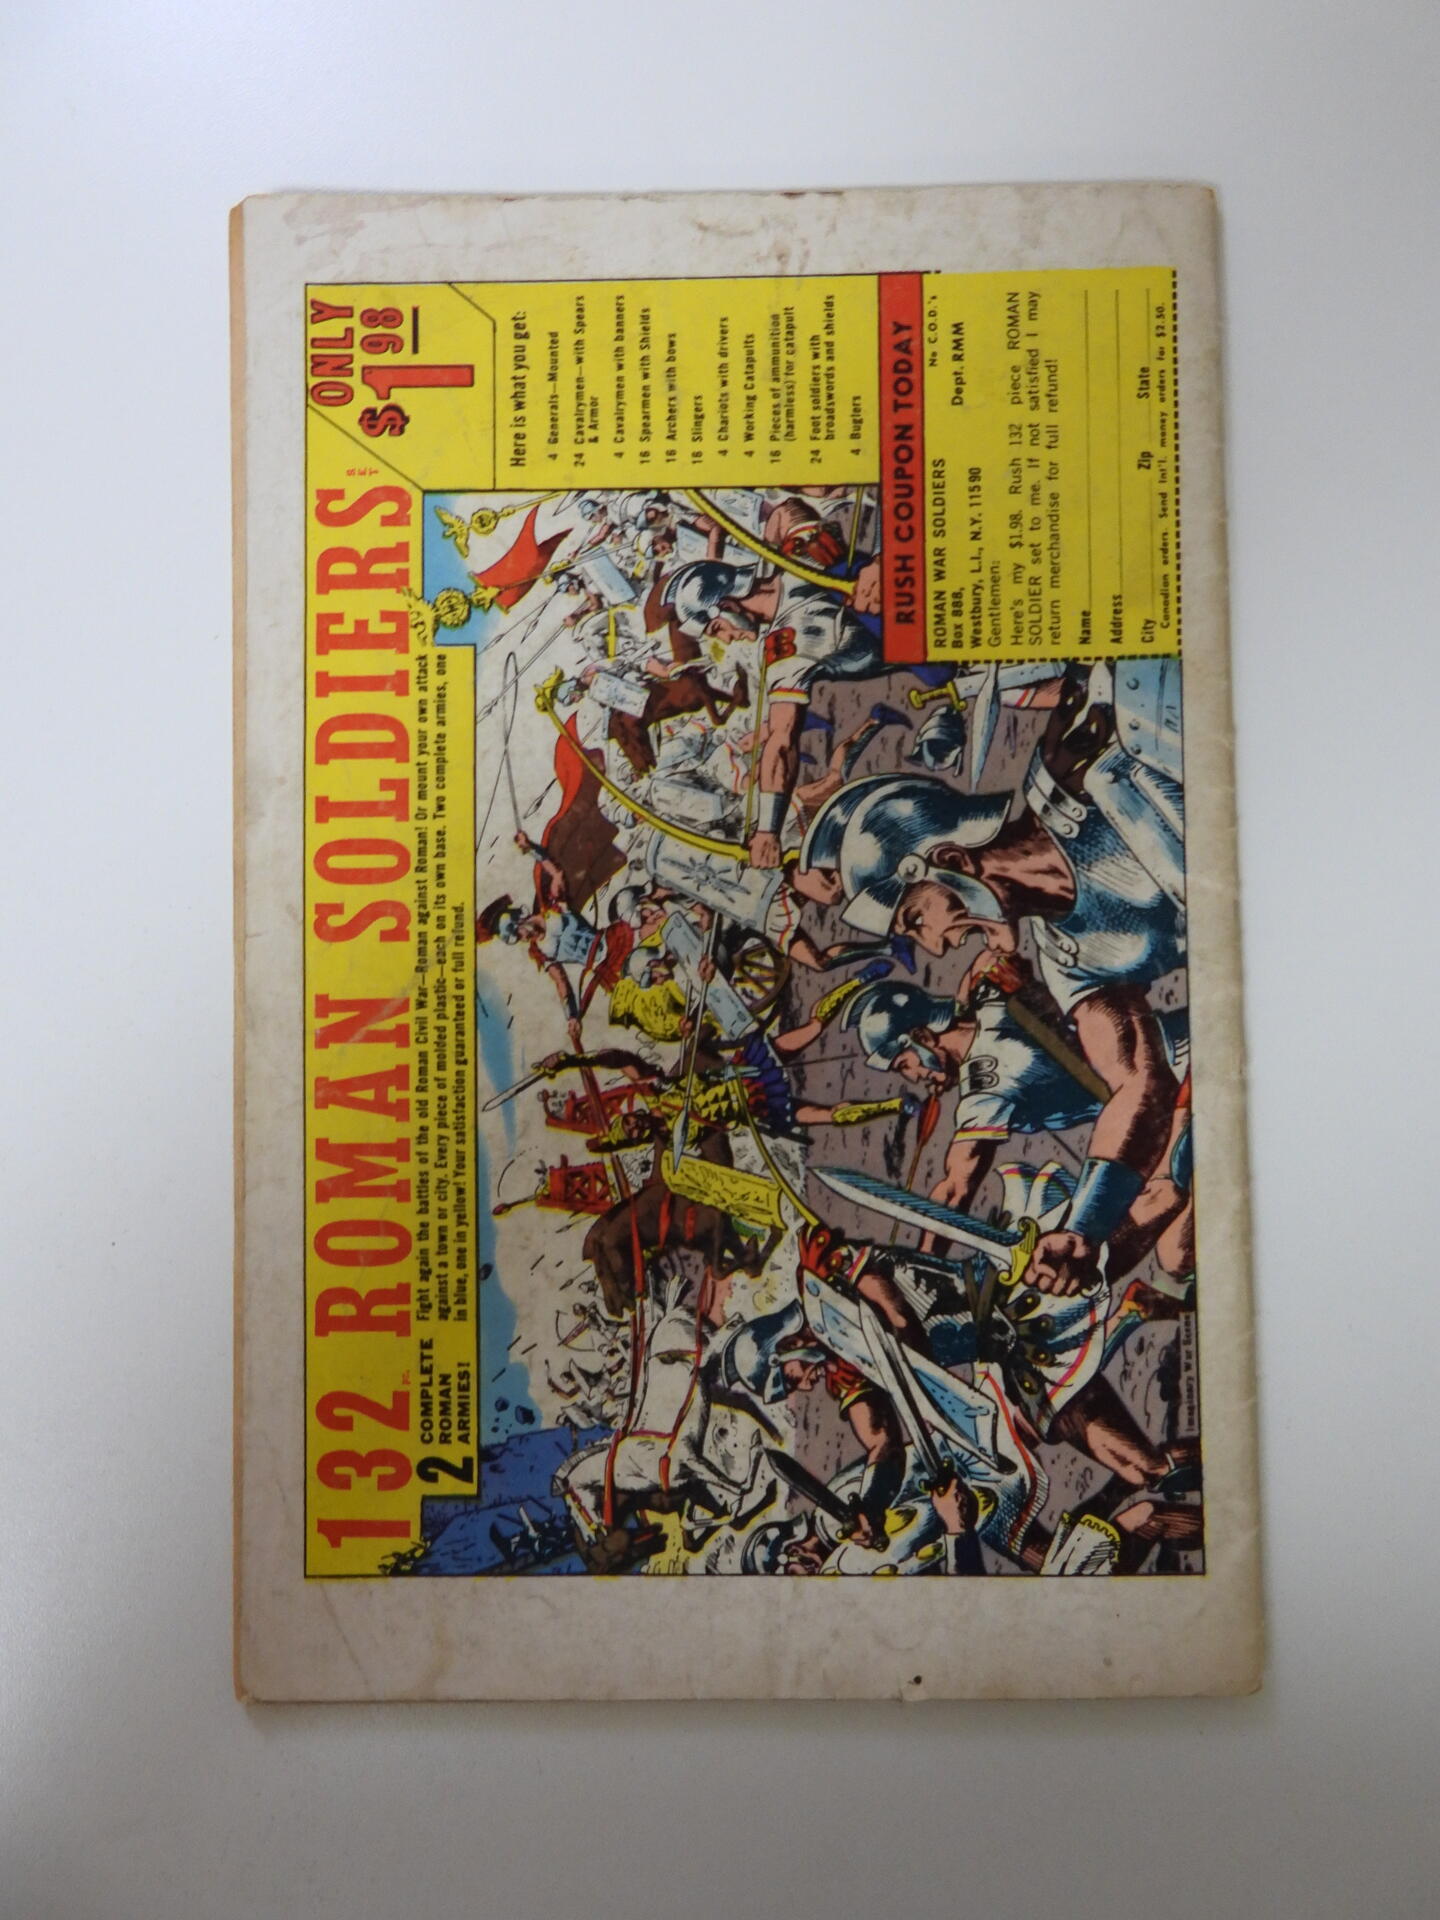 132 PC. ROMAN SOLDIERS SET
ONLY
$1.98
2 COMPLETE
ROMAN
ARMIES!
Fight again the battles of the old Roman Civil War—Roman against Roman! Or mount your own attack
against a town or city. Every piece of molded plastic—each on its own base. Two complete armies, one
in blue, one in yellow! Your satisfaction guaranteed or full refund.
Here is what you get:
4 Generals—Mounted
24 Cavalrymen—with Spears
& Armor
4 Cavalrymen with banners
16 Spearmen with Shields
16 Archers with bows
16 Slingers
4 Chariots with drivers
4 Working Catapults
16 Pieces of ammunition
(harmless) for catapult
24 Foot soldiers with
broadswords and shields
4 Buglers
RUSH COUPON TODAY
ROMAN WAR SOLDIERS No C.O.D.'s
Box 888, Dept. RMM
Westbury, L.I., N.Y. 11590
Gentlemen:
Here's my $1.98. Rush 132 piece ROMAN
SOLDIER set to me. If not satisfied I may
return merchandise for full refund!
Name
Address
City Zip State
Canadian orders. Send Int'l. money orders for $2.50.
Imaginary War Scene